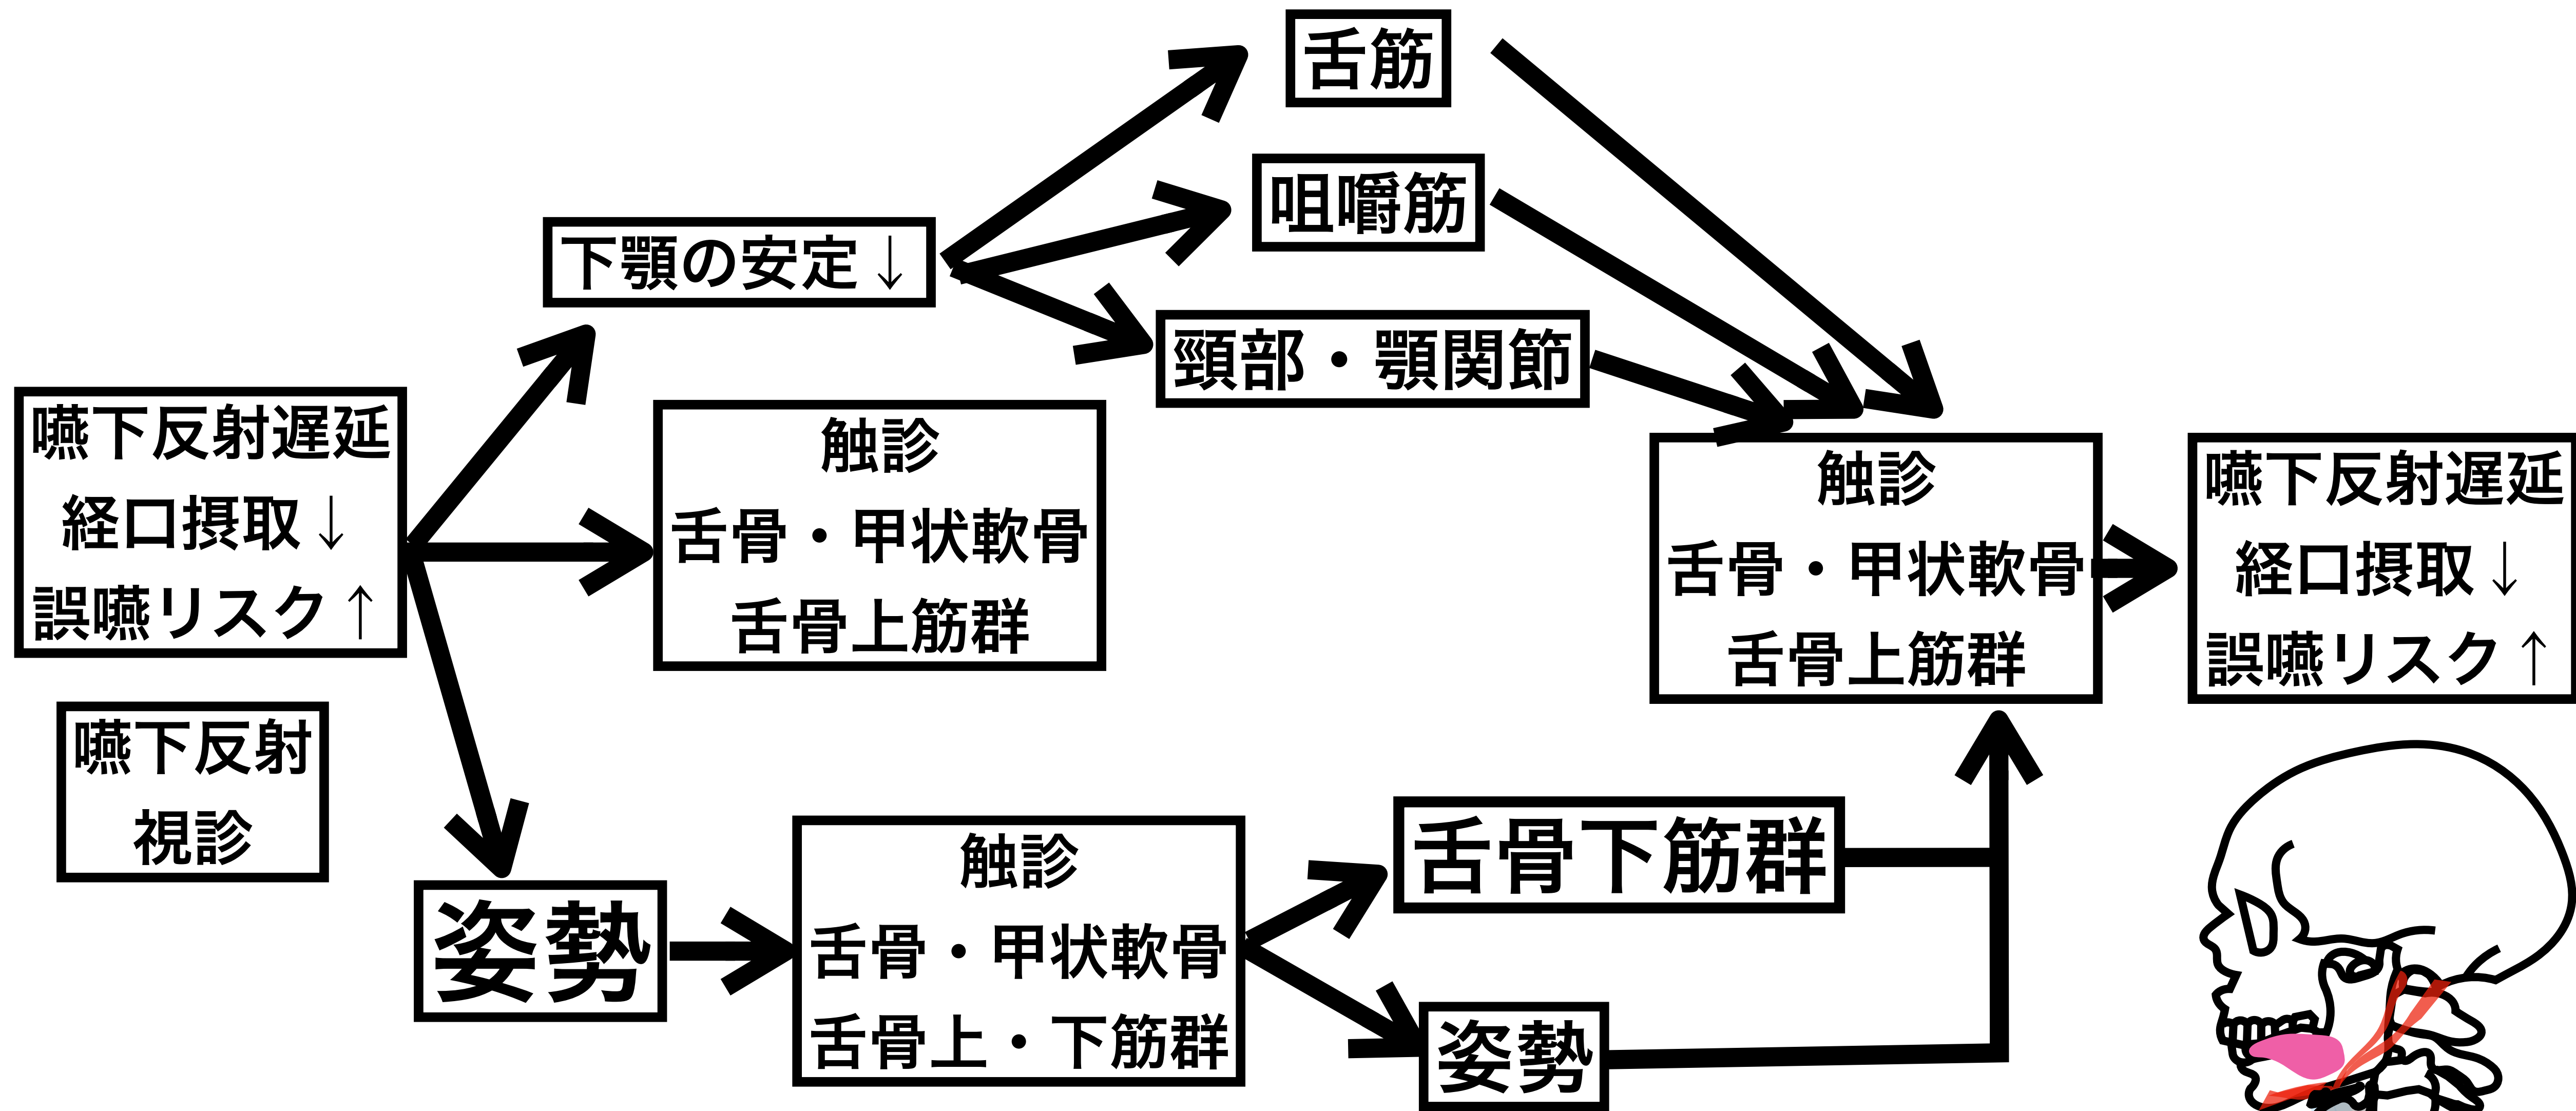 舌筋
咀嚼筋
下顎の安定↓
頸部・顎関節
嚥下反射遅延
経口摂取↓
誤嚥リスク↑
触診
舌骨・甲状軟骨
舌骨上筋群
触診
舌骨・甲状軟骨
舌骨上筋群
嚥下反射遅延
経口摂取↓
誤嚥リスク↑
嚥下反射
視診
姿勢
触診
舌骨・甲状軟骨
舌骨上・下筋群
舌骨下筋群
姿勢